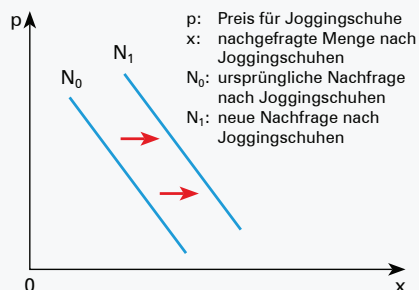 p
p: Preis für Joggingschuhe
x: nachgefragte Menge nach
Joggingschuhen
N₀: ursprüngliche Nachfrage
nach Joggingschuhen
N₁: neue Nachfrage nach
Joggingschuhen
N₁
N₀
0
x